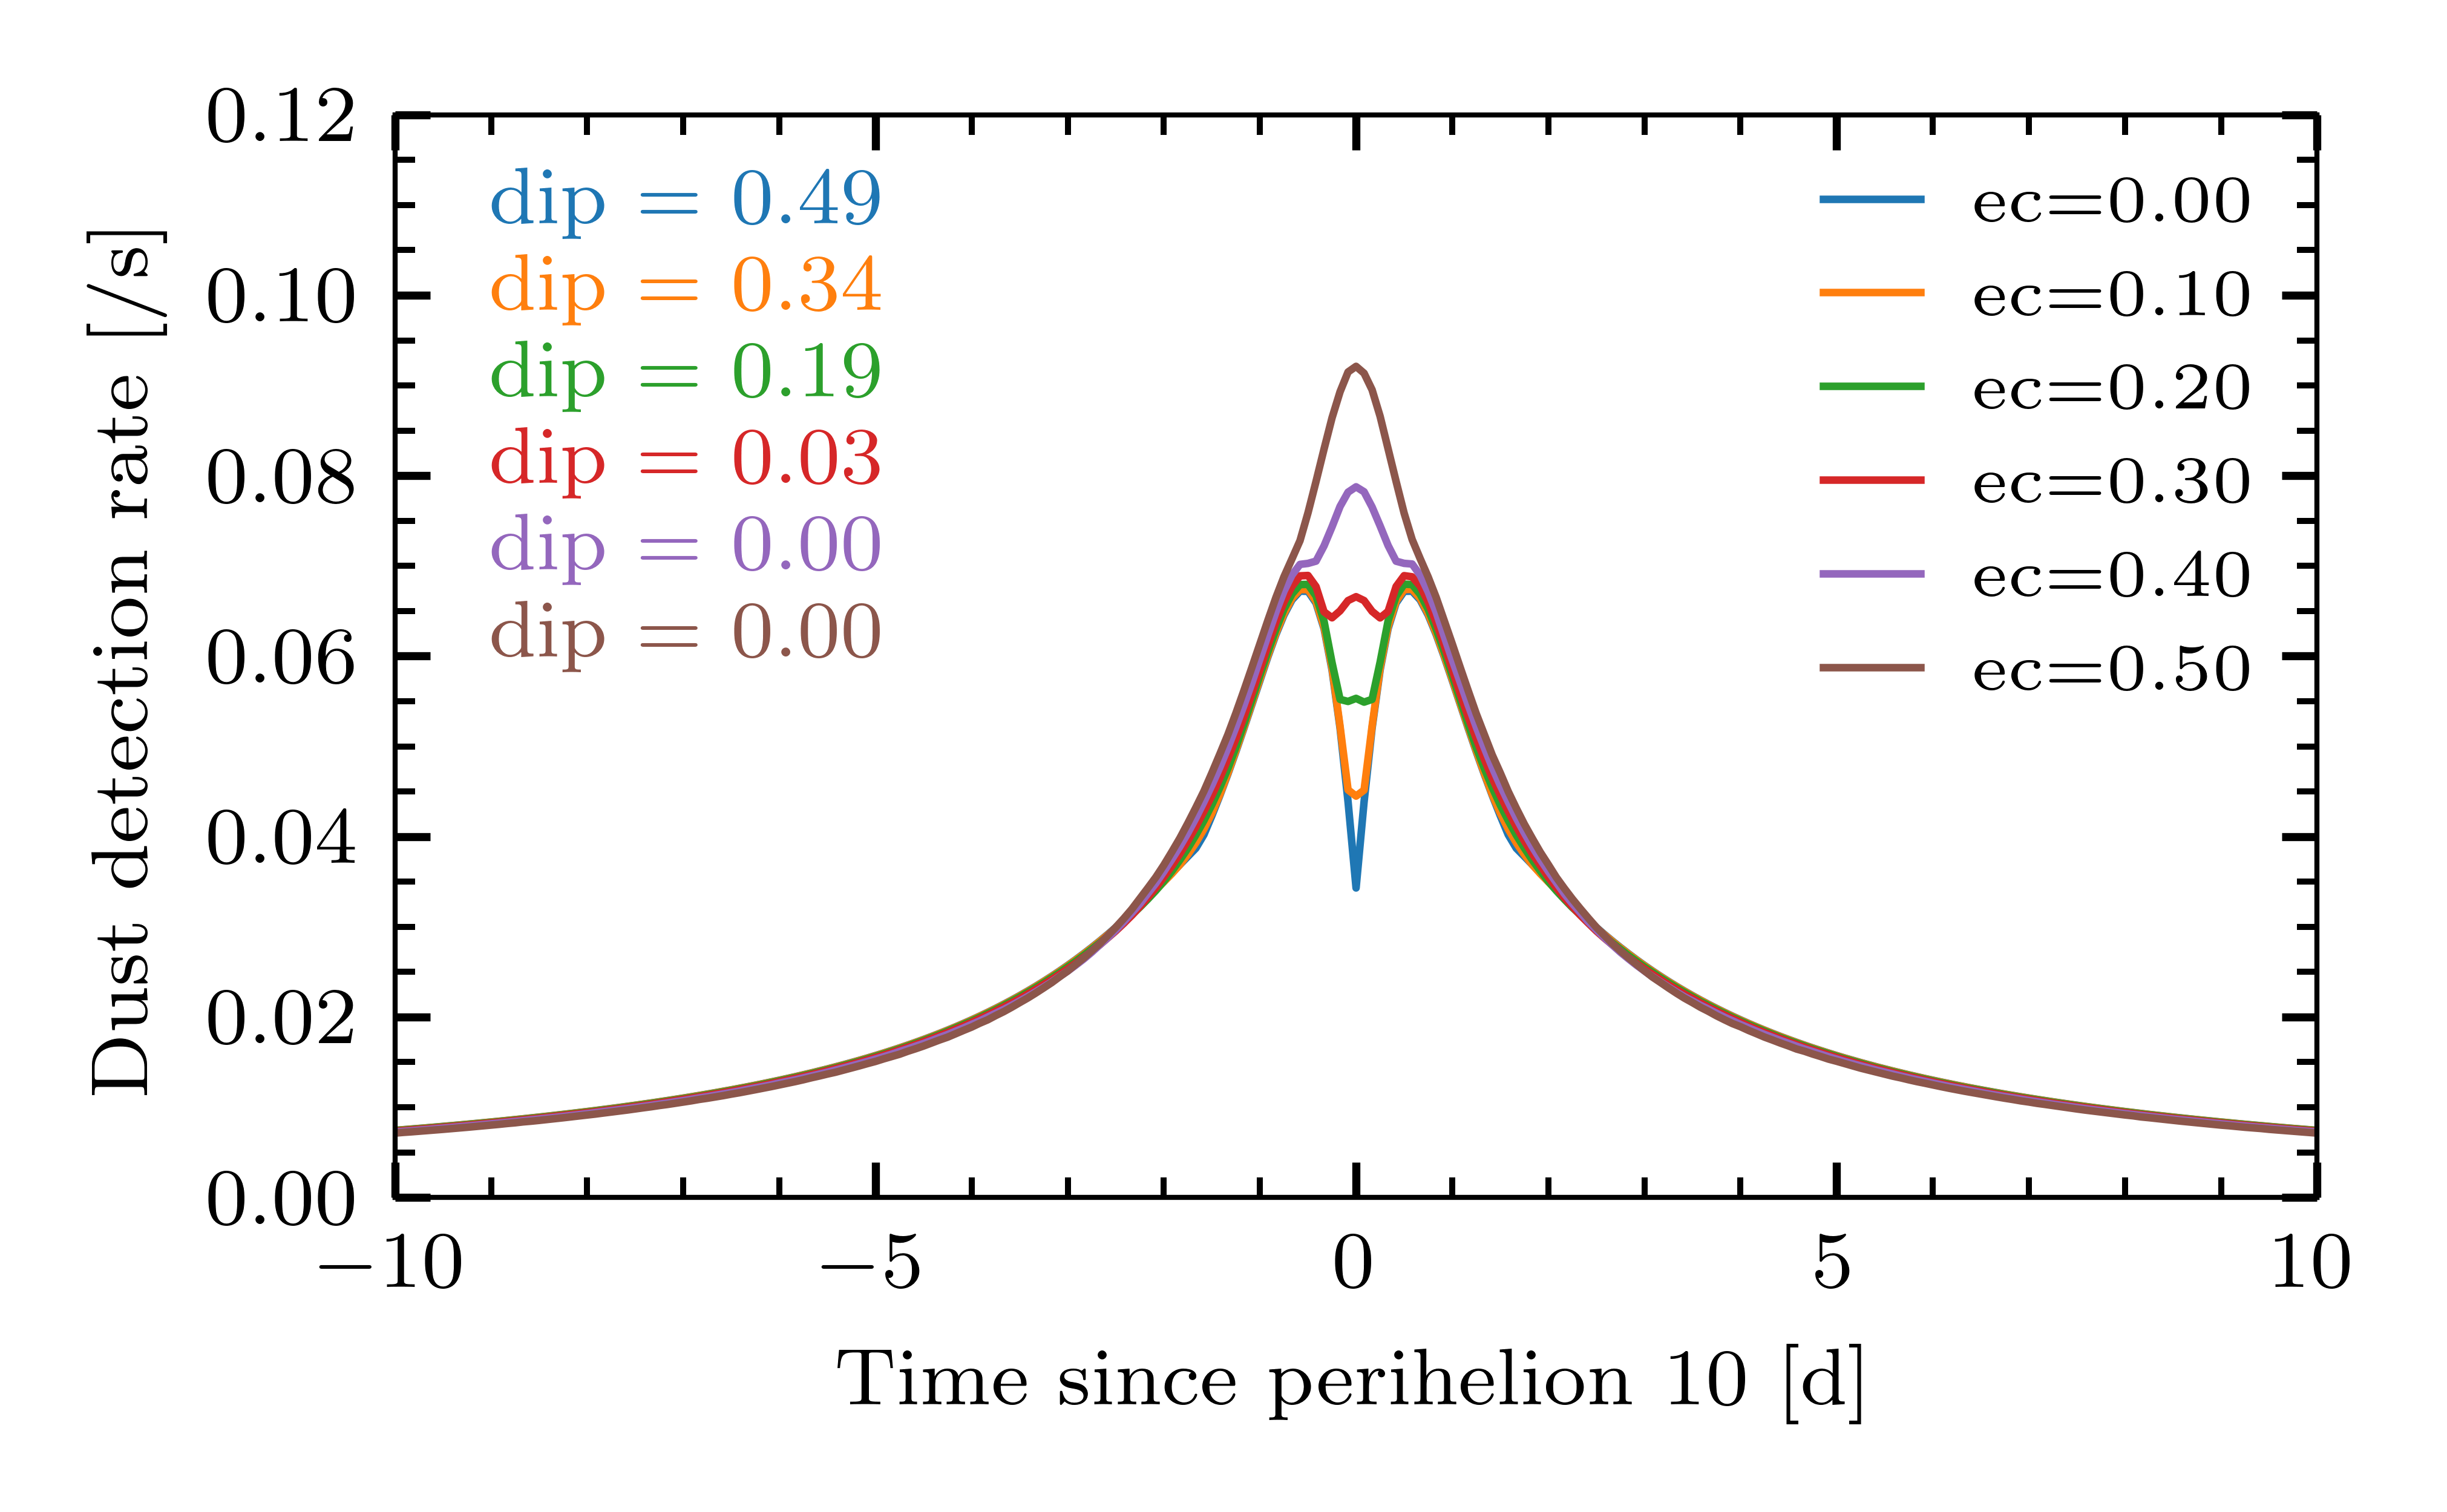 Dust detection rate [/s]
0.12
0.10
0.08
0.06
0.04
0.02
0.00
dip = 0.49
dip = 0.34
dip = 0.19
dip = 0.03
dip = 0.00
dip = 0.00
ec=0.00
ec=0.10
ec=0.20
ec=0.30
ec=0.40
ec=0.50
−10
−5
0
5
10
Time since perihelion 10 [d]